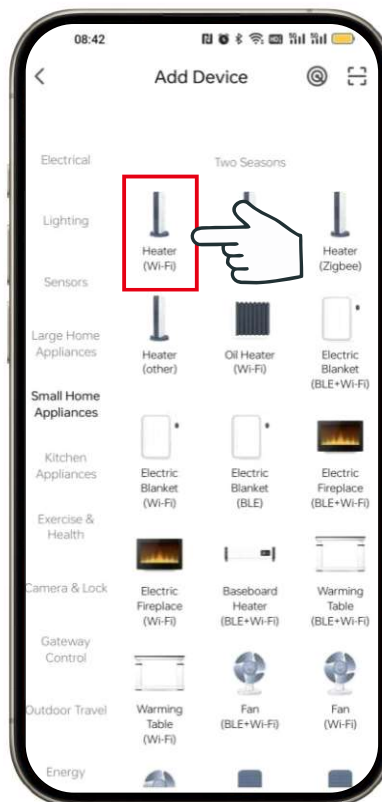 08:42
Add Device
Electrical
Lighting
Sensors
Large Home
Appliances
Small Home
Appliances
Kitchen
Appliances
Exercise &
Health
Camera & Lock
Gateway
Control
Outdoor Travel
Energy
Two Seasons
Heater
(Wi-Fi)
Heater
(Zigbee)
Heater
(other)
Oil Heater
(Wi-Fi)
Electric
Blanket
(BLE+Wi-Fi)
Electric
Blanket
(Wi-Fi)
Electric
Blanket
(BLE)
Electric
Fireplace
(BLE+Wi-Fi)
Electric
Fireplace
(Wi-Fi)
Baseboard
Heater
(BLE+Wi-Fi)
Warming
Table
(BLE+Wi-Fi)
Warming
Table
(Wi-Fi)
Fan
(BLE+Wi-Fi)
Fan
(Wi-Fi)